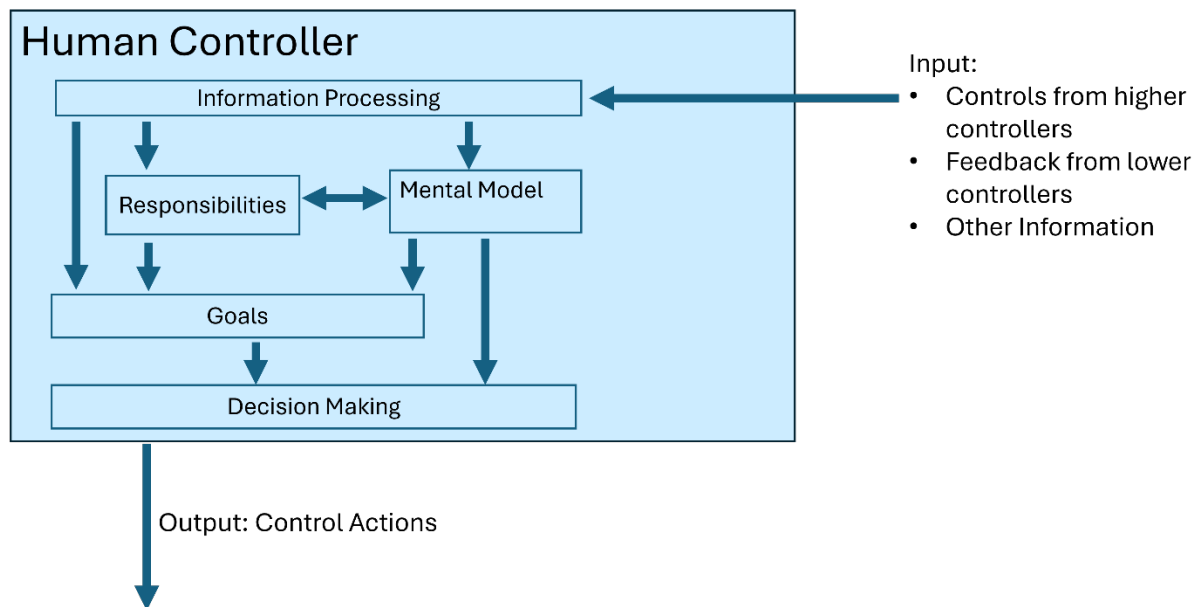 Human Controller
Information Processing
Responsibilities
Mental Model
Goals
Decision Making
Input:
• Controls from higher
controllers
• Feedback from lower
controllers
• Other Information
Output: Control Actions